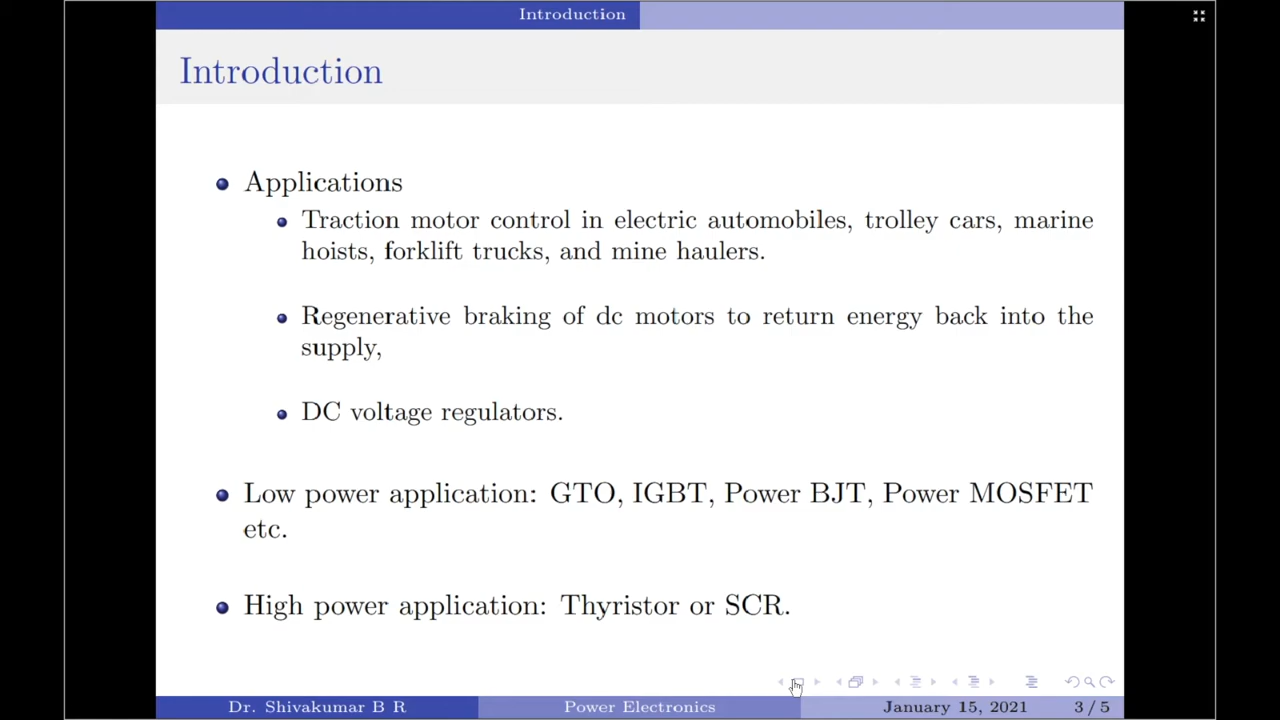 Introduction
Introduction
Applications
Traction motor control in electric automobiles, trolley cars, marine
hoists, forklift trucks, and mine haulers.
Regenerative braking of dc motors to return energy back into the
supply,
DC voltage regulators.
Low power application: GTO, IGBT, Power BJT, Power MOSFET
etc.
High power application: Thyristor or SCR.
Dr. Shivakumar B R Power Electronics January 15, 2021 3 / 5